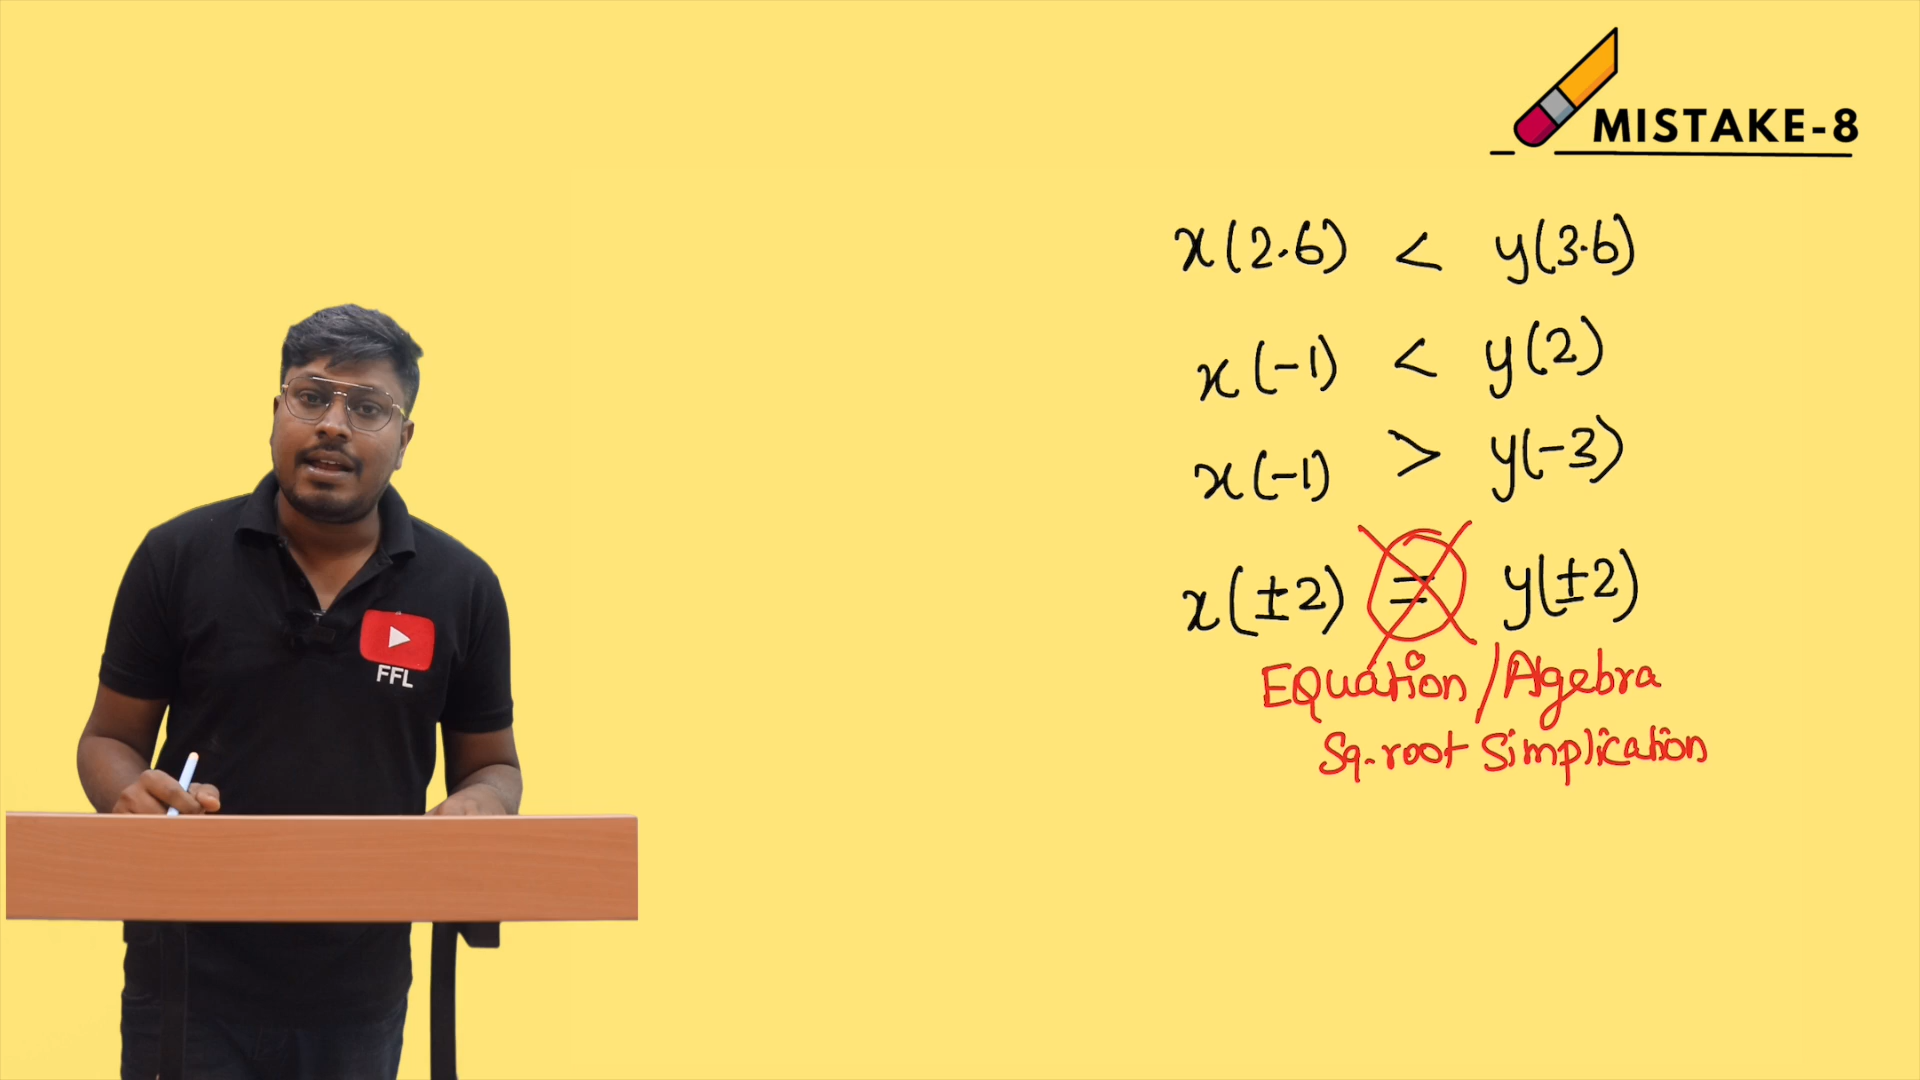 MISTAKE-8
x(2.6) < y(3.6)
x(-1) < y(2)
x(-1) > y(-3)
x(±2) = y(±2)
EQuation/Algebra
Sq.root Simplication
FFL